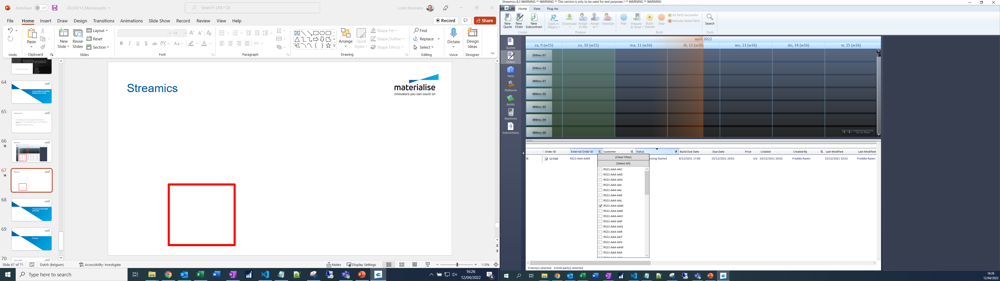 AutoSave Off 20220214_Manual.pptx Search (Alt+Q) Lode Bosmans
File Home Insert Draw Design Transitions Animations Slide Show Record Review View Help Record Share
Paste New Slide Reuse Slides Layout Reset Section 14 Arrange Quick Styles Shape Fill Shape Outline Shape Effects Find Replace Select Dictate Design Ideas
Undo Clipboard Slides Font Paragraph Drawing Editing Voice Designer
64
Automated workflow
Streamics scrap
65
66
67
68
Try-out automated
process
69
Future
70
Streamics
materialise
innovators you can count on
Slide 67 of 71 Dutch (Belgium) Accessibility: Investigate Notes Display Settings 110%
Type here to search
16:26
12/04/2022
4
Streamics 8.3 WARNING ** WARNING ** This version is only to be used for test purposes ! ** WARNING ** WARNING
Home View Plug-Ins
New Quote New Order New Subcontract Open in Magics Download Assign to Me Assign to Unassign Plan Prepare & Send Build Started Stop All Parts Successful Indicate Failed Parts Search
Create Prepare Build Tools
Quotes
Orders
Parts
Platforms
Builds
Machines
Subcontracts
april 2022
za, 9 (w15) zo, 10 (w15) ma, 11 (w16) di, 12 (w16) wo, 13 (w16) do, 14 (w16) vr, 15 (w16)
250mc-01
250mc-02
400mc-01
400mc-02
400mc-03
400mc-04
400mc-05
Go to Now
Extra
Order ID External Order ID Customer Status Build Due Date Due Date Price Created Created By Last Modified Last Modified
427086 RS21-AAA-AAM essing Started 8/12/2021 17:00 15/12/2021 20:01 n/a 14/12/2021 20:02 Freddie Raven 15/12/2021 10:52 Freddie Raven
(Clear Filter)
(Select All)
RS21-AAA-AAC
RS21-AAA-AAD
RS21-AAA-AAG
RS21-AAA-AAI
RS21-AAA-AAJ
RS21-AAA-AAK
RS21-AAA-AAL
RS21-AAA-AAM
RS21-AAA-AAN
RS21-AAA-AAO
RS21-AAA-AAP
RS21-AAA-AAQ
RS21-AAA-AAR
RS21-AAA-AAT
RS21-AAA-AAV
RS21-AAA-AAW
RS21-AAA-AAX
0 item(s) selected 0 child part(s) selected
16:26
12/04/2022